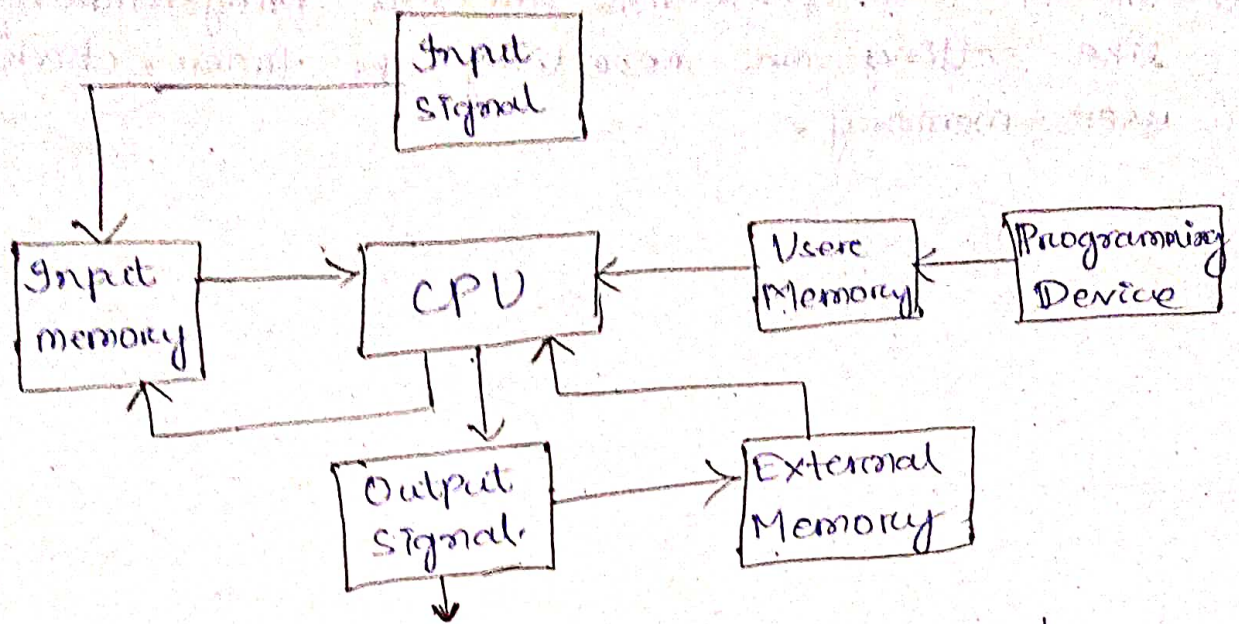 Input
signal
Input
memory
CPU
User
Memory
Programming
Device
Output
signal.
External
Memory